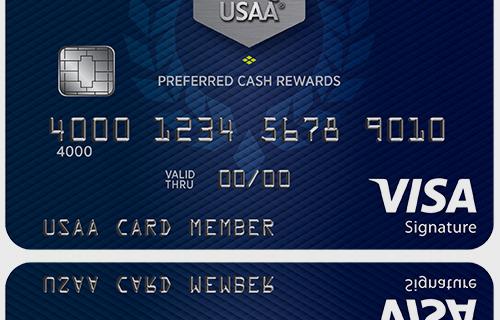 USAA®
PREFERRED CASH REWARDS
4000 1234 5678 9010
4000
VALID THRU 00/00
VISA
Signature
USAA CARD MEMBER
USAA CARD MEMBER
Signature
VISA